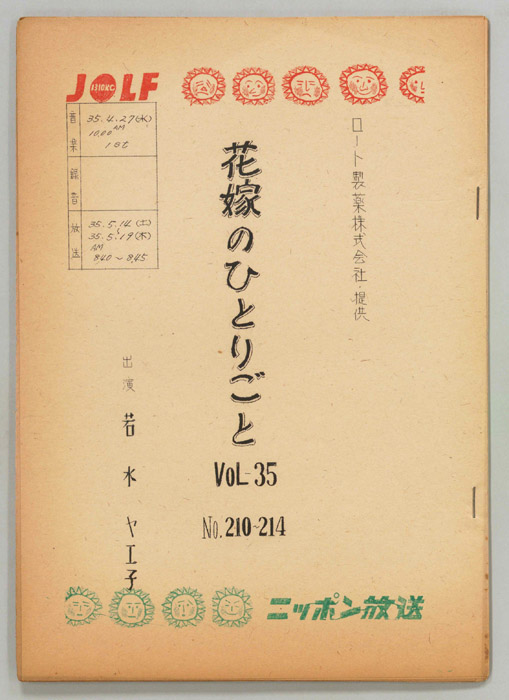 JOLF
1310KC
音楽
35.4.27(水)
AM
10.00
1st
録音
放送
35.5.14(土)
35.5.19(木)
AM
8.40～8.45
ロート製薬株式会社・提供
花嫁のひとりごと
VOL-35
No.210~214
出演 若水ヤエ子
ニッポン放送